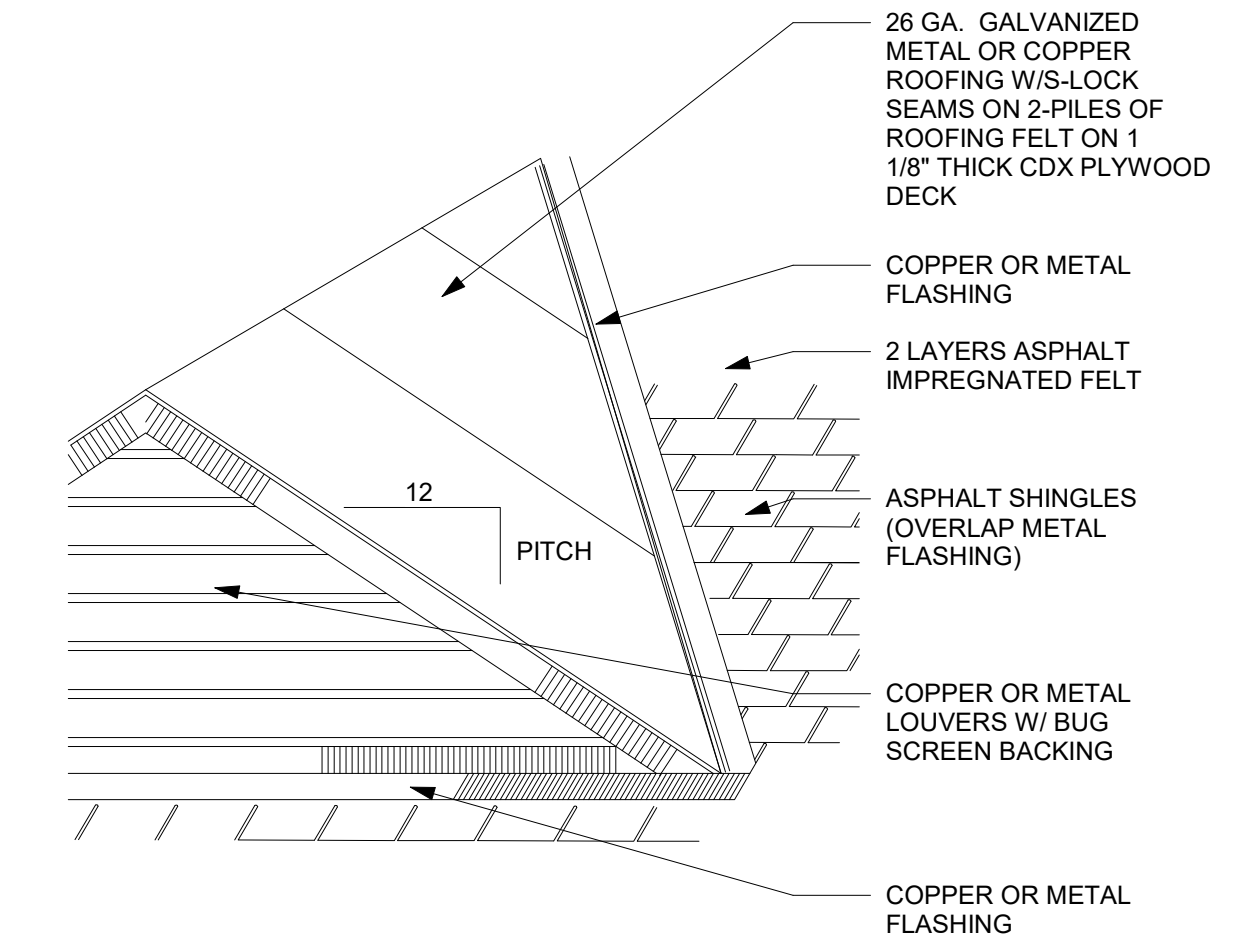 26 GA.  GALVANIZED
METAL OR COPPER
ROOFING W/S-LOCK
SEAMS ON 2-PILES OF
ROOFING FELT ON 1
1/8" THICK CDX PLYWOOD
DECK
COPPER OR METAL
FLASHING
2 LAYERS ASPHALT
IMPREGNATED FELT
12
PITCH
ASPHALT SHINGLES
(OVERLAP METAL
FLASHING)
COPPER OR METAL
LOUVERS W/ BUG
SCREEN BACKING
COPPER OR METAL
FLASHING